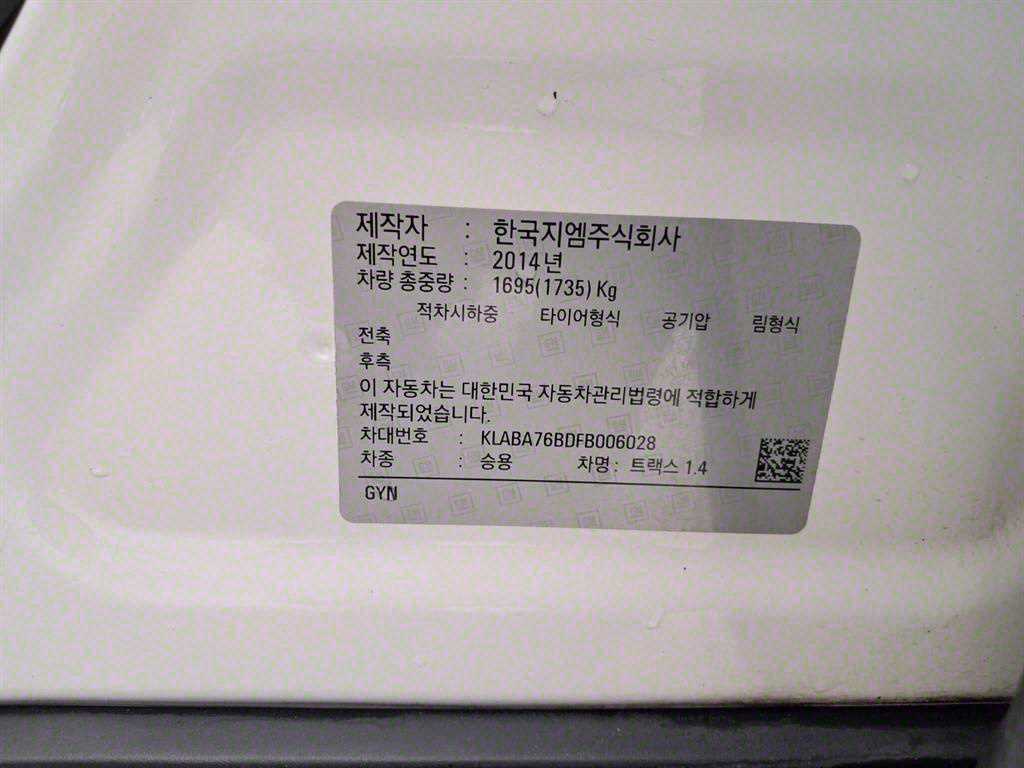 제작자 : 한국지엠주식회사
제작연도 : 2014년
차량 총중량 : 1695(1735) Kg
적차시하중 타이어형식 공기압 림형식
전축
후축
이 자동차는 대한민국 자동차관리법령에 적합하게
제작되었습니다.
차대번호 : KLABA76BDFB006028
차종 : 승용 차명 : 트랙스 1.4
GYN